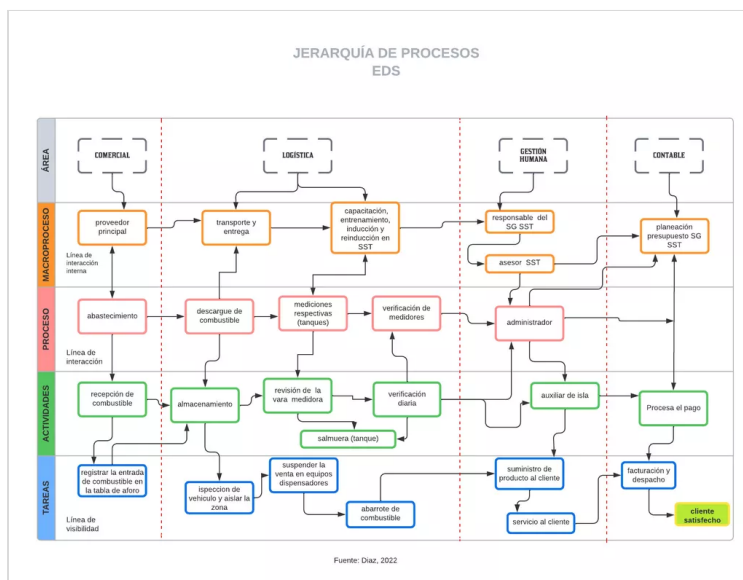 JERARQUÍA DE PROCESOS
EDS
ÁREA
COMERCIAL
LOGÍSTICA
GESTIÓN
HUMANA
CONTABLE
MACROPROCESO
proveedor
principal
transporte y
entrega
capacitación,
entrenamiento,
inducción y
reinducción en
SST
responsable del
SG SST
asesor SST
planeación
presupuesto SG
SST
Línea de
interacción
interna
PROCESO
abastecimiento
descargue de
combustible
mediciones
respectivas
(tanques)
verificación de
medidores
administrador
Línea de
interacción
ACTIVIDADES
recepción de
combustible
almacenamiento
revisión de la
vara medidora
verificación
diaria
salmuera (tanque)
auxiliar de isla
Procesa el pago
TAREAS
registrar la entrada
de combustible en
la tabla de aforo
ispeccion de
vehiculo y aislar la
zona
suspender la
venta en equipos
dispensadores
abarrote de
combustible
suministro de
producto al cliente
servicio al cliente
facturación y
despacho
cliente
satisfecho
Línea de
visibilidad
Fuente: Diaz, 2022